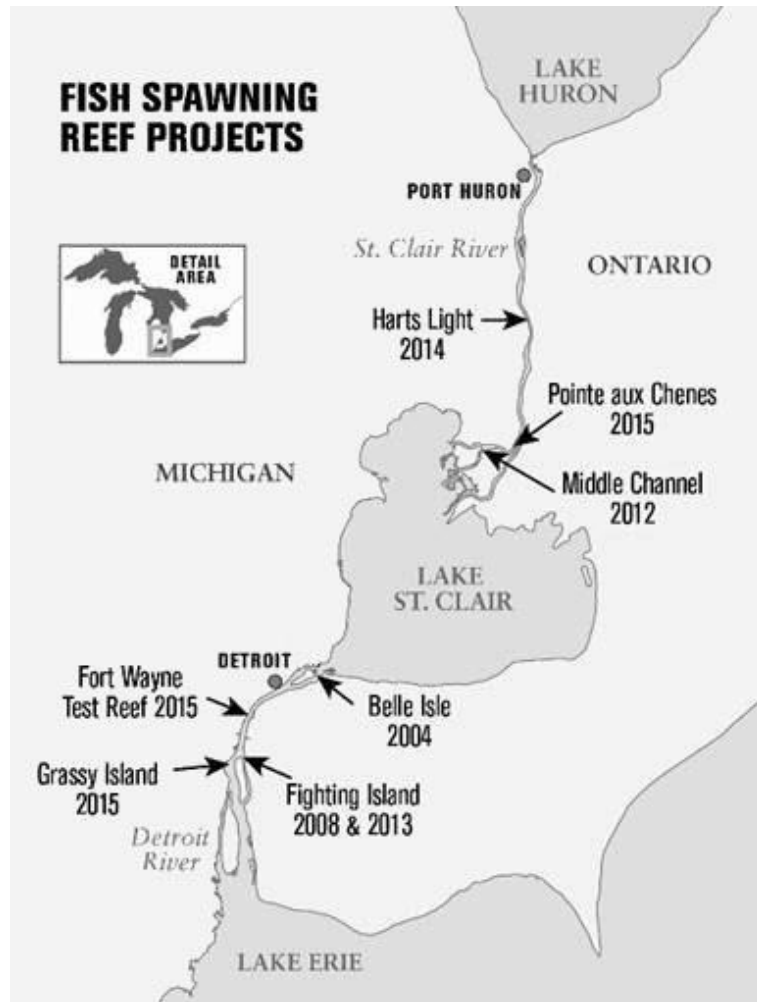 FISH SPAWNING
REEF PROJECTS
LAKE
HURON
PORT HURON
St. Clair River
DETAIL
AREA
ONTARIO
Harts Light
2014
Pointe aux Chenes
2015
MICHIGAN
Middle Channel
2012
LAKE
ST. CLAIR
DETROIT
Fort Wayne
Test Reef 2015
Belle Isle
2004
Grassy Island
2015
Fighting Island
2008 & 2013
Detroit
River
LAKE ERIE